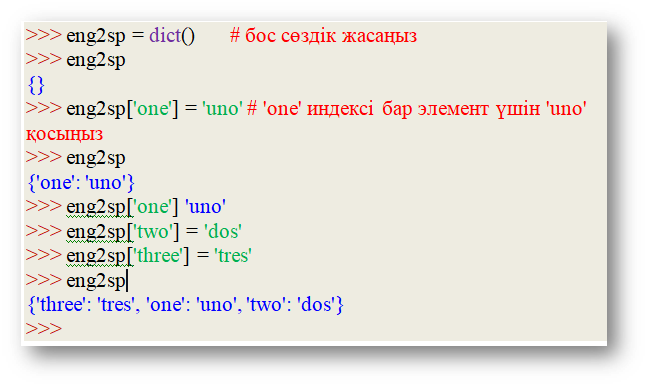 >>> eng2sp = dict() # бос сөздік жасаңыз
>>> eng2sp
{}
>>> eng2sp['one'] = 'uno' # 'one' индексі бар элемент үшін 'uno'
қосыңыз
>>> eng2sp
{'one': 'uno'}
>>> eng2sp['one'] 'uno'
>>> eng2sp['two'] = 'dos'
>>> eng2sp['three'] = 'tres'
>>> eng2sp
{'three': 'tres', 'one': 'uno', 'two': 'dos'}
>>>